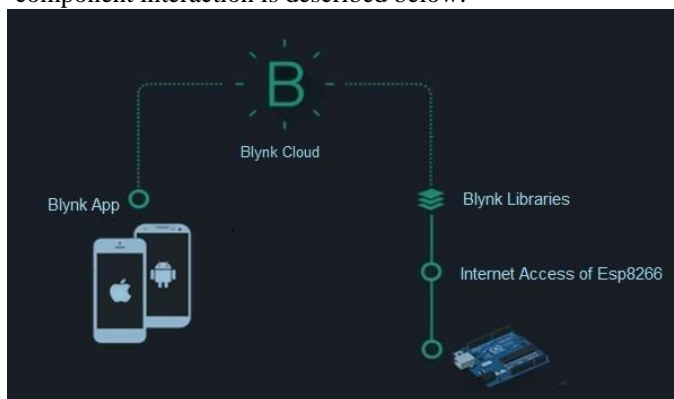 component interaction is described below:
B
Blynk Cloud
Blynk App
Blynk Libraries
Internet Access of Esp8266